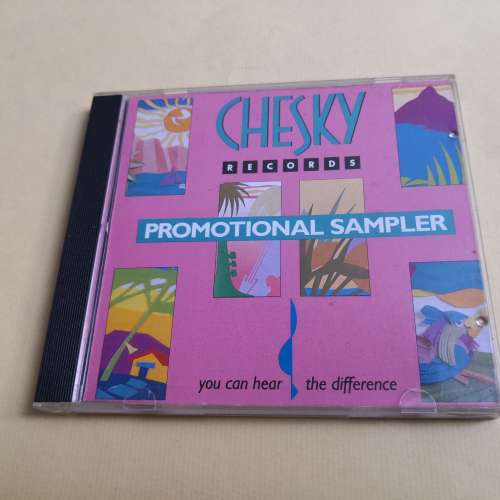 CHESKY
RECORDS
PROMOTIONAL SAMPLER
you can hear the difference